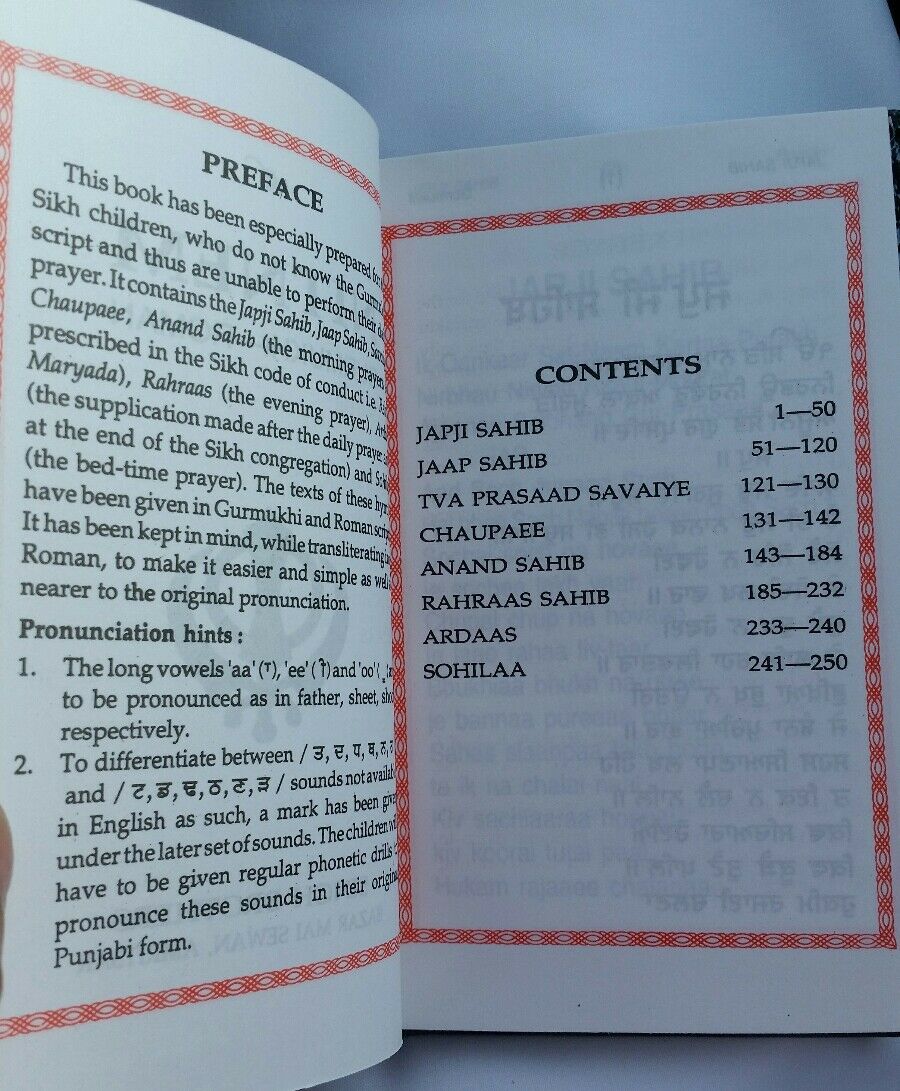 PREFACE
This book has been especially prepared for
Sikh children, who do not know the
script and thus are unable to perform their
prayer. It contains the Japji Sahib, Jaap Sahib,
Chaupaee, Anand Sahib (the morning
prescribed in the Sikh code of conduct i.e.
Maryada), Rahraas (the evening prayer),
(the supplication made after the daily prayer
at the end of the Sikh congregation) and
(the bed-time prayer). The texts of these
have been given in Gurmukhi and Roman
It has been kept in mind, while transliterating
Roman, to make it easier and simple as
nearer to the original pronunciation.
Pronunciation hints :
1. The long vowels 'aa' (ਾ), 'ee' (ੀ) and 'oo'
to be pronounced as in father, sheet,
respectively.
2. To differentiate between / ਤ, ਦ, ਪ,
and / ਟ, ਡ, ਢ, ਠ, ਣ, ੜ / sounds not
in English as such, a mark has been
under the later set of sounds. The children
have to be given regular phonetic drills
pronounce these sounds in their
Punjabi form.
CONTENTS
JAPJI SAHIB 1—50
JAAP SAHIB 51—120
TVA PRASAAD SAVAIYE 121—130
CHAUPAEE 131—142
ANAND SAHIB 143—184
RAHRAAS SAHIB 185—232
ARDAAS 233—240
SOHILAA 241—250